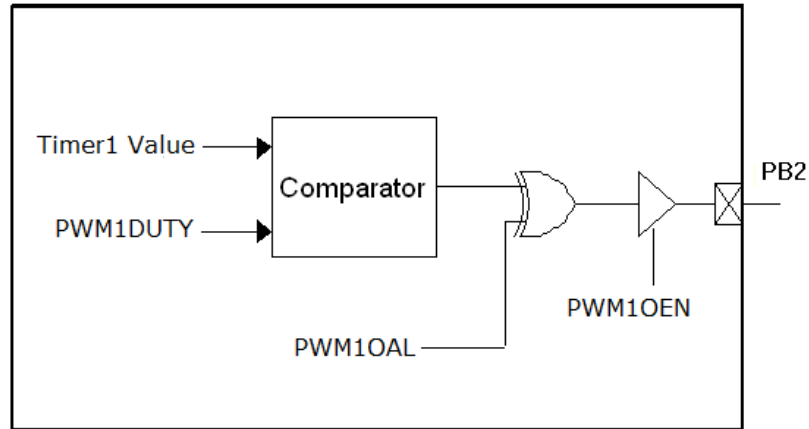 Timer1 Value
Comparator
PB2
PWM1DUTY
PWM1OEN
PWM1OAL